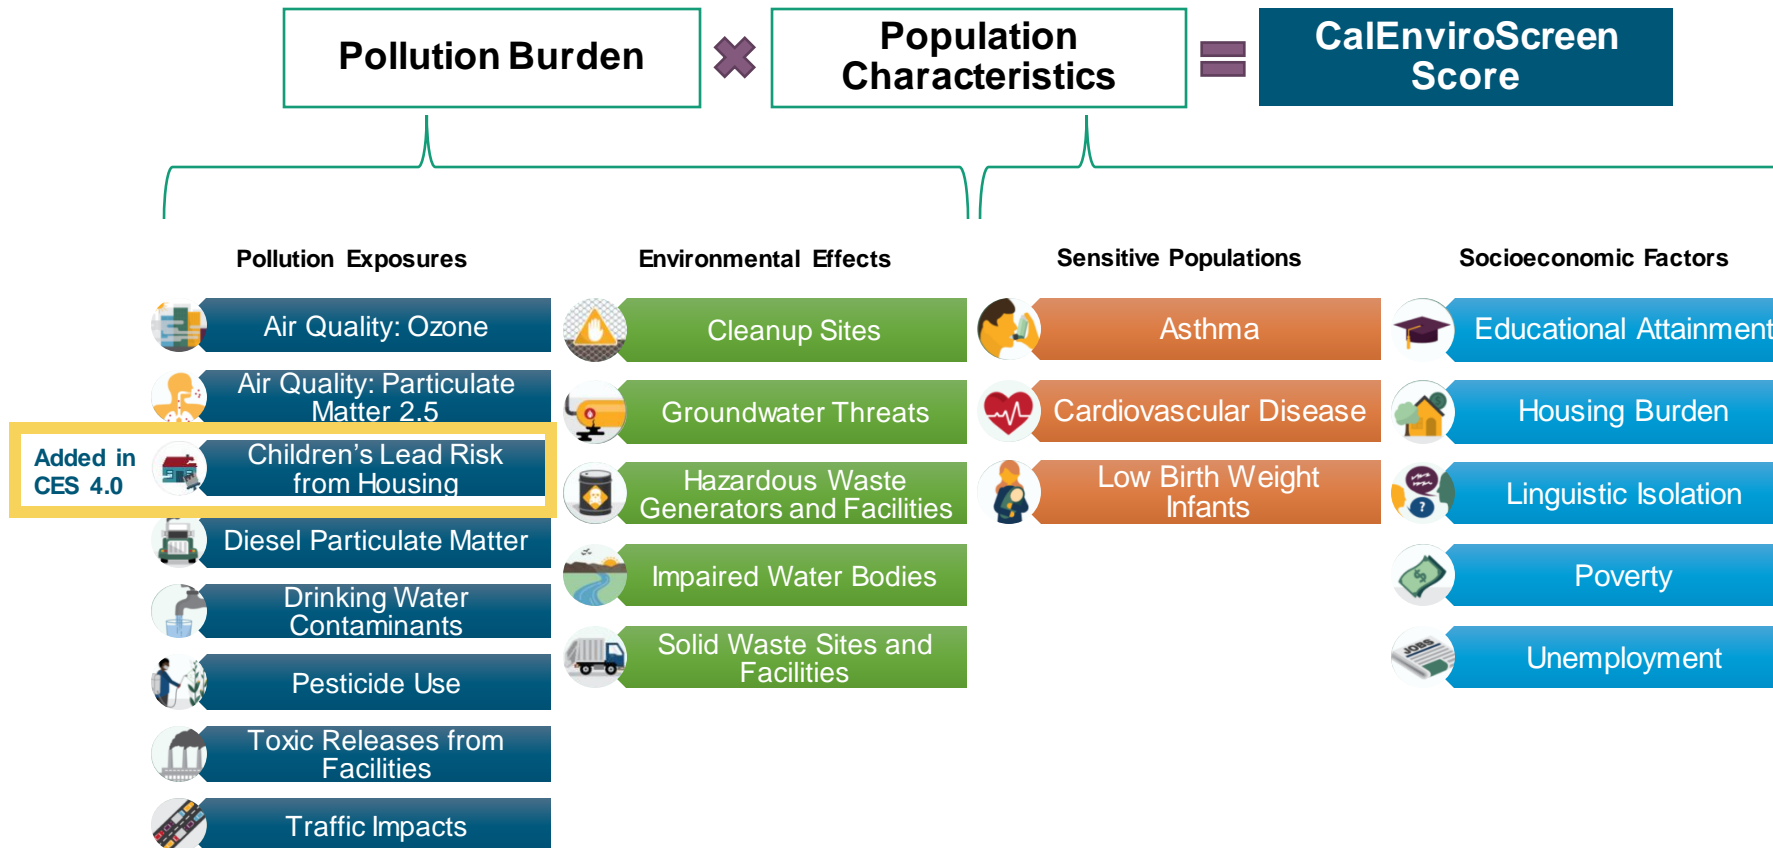 Pollution Burden
Population
Characteristics
CalEnviroScreen
Score
Pollution Exposures
Air Quality: Ozone
Air Quality: Particulate
Matter 2.5
Added in
CES 4.0
Children’s Lead Risk
from Housing
Diesel Particulate Matter
Drinking Water
Contaminants
Pesticide Use
Toxic Releases from
Facilities
Traffic Impacts
Environmental Effects
Cleanup Sites
Groundwater Threats
Hazardous Waste
Generators and Facilities
Impaired Water Bodies
Solid Waste Sites and
Facilities
Sensitive Populations
Asthma
Cardiovascular Disease
Low Birth Weight
Infants
Socioeconomic Factors
Educational Attainment
Housing Burden
Linguistic Isolation
?
Poverty
$
JOBS
Unemployment